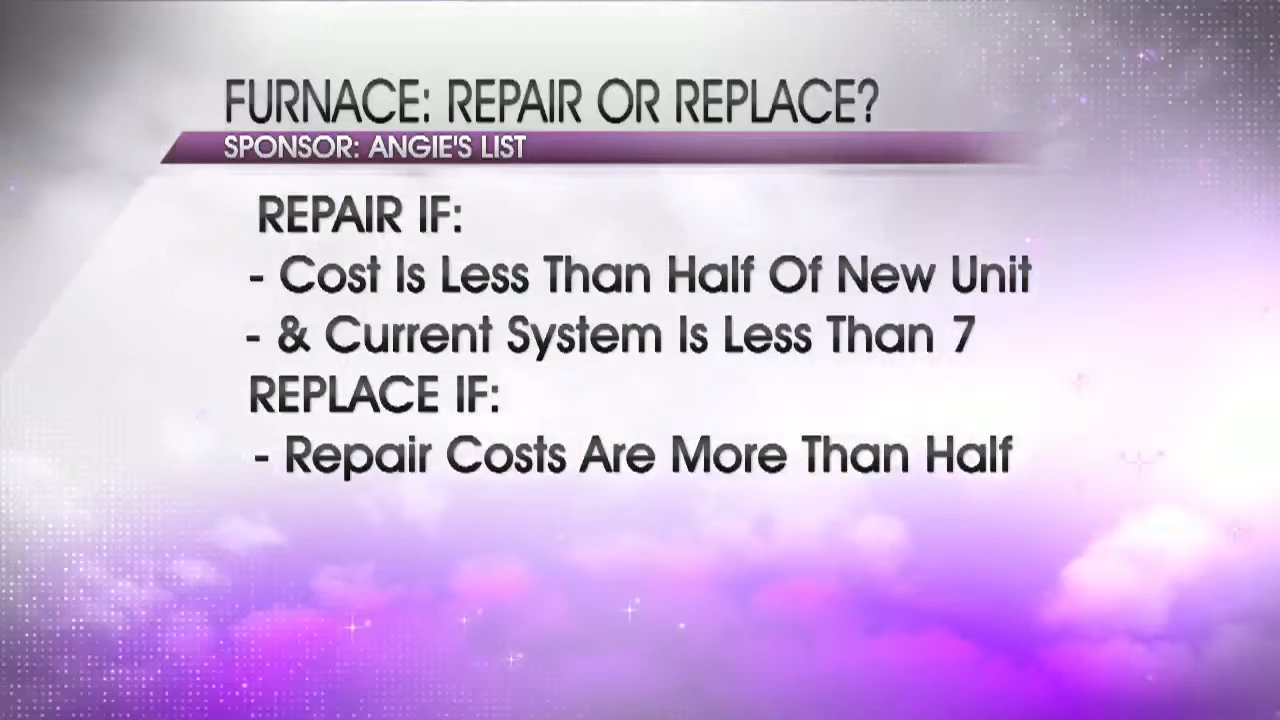 FURNACE: REPAIR OR REPLACE?
SPONSOR: ANGIE'S LIST
REPAIR IF:
- Cost Is Less Than Half Of New Unit
- & Current System Is Less Than 7
REPLACE IF:
- Repair Costs Are More Than Half